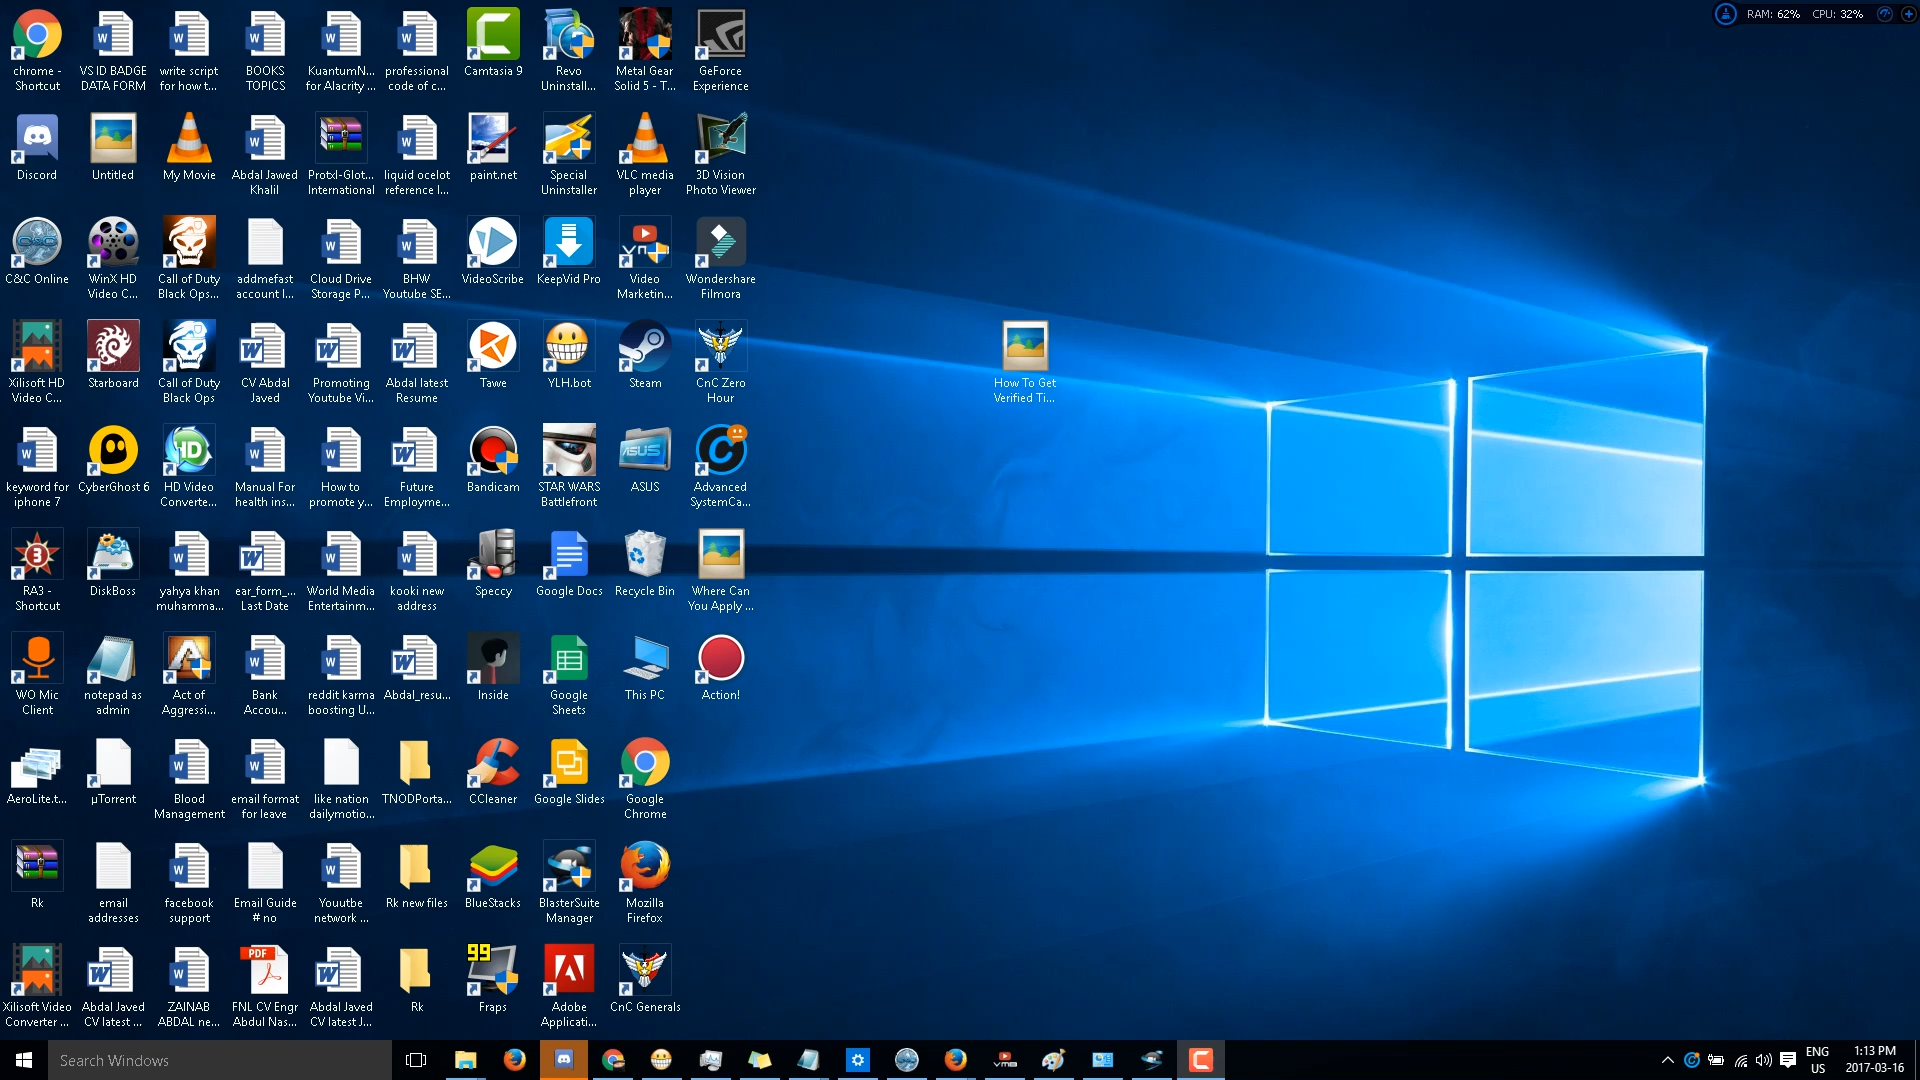 RAM: 62% CPU: 32%
chrome - Shortcut
VS ID BADGE DATA FORM
write script for how t...
BOOKS TOPICS
KuantumN... for Alacrity ...
professional code of c...
Camtasia 9
Revo Uninstall...
Metal Gear Solid 5 - T...
GeForce Experience
Discord
Untitled
My Movie
Abdal Jawed Khalil
Protxl-Glot... International
liquid ocelot reference l...
paint.net
Special Uninstaller
VLC media player
3D Vision Photo Viewer
C&C Online
WinX HD Video C...
Call of Duty Black Ops...
addmefast account l...
Cloud Drive Storage P...
BHW Youtube SE...
VideoScribe
KeepVid Pro
Video Marketin...
Wondershare Filmora
Xilisoft HD Video C...
Starboard
Call of Duty Black Ops
CV Abdal Javed
Promoting Youtube Vi...
Abdal latest Resume
Tawe
YLH.bot
Steam
CnC Zero Hour
How To Get Verified Ti...
keyword for iphone 7
CyberGhost 6
HD Video Converte...
Manual For health ins...
How to promote y...
Future Employme...
Bandicam
STAR WARS Battlefront
ASUS
Advanced SystemCa...
RA3 - Shortcut
DiskBoss
yahya khan muhamma...
ear_form_... Last Date
World Media Entertainm...
kooki new address
Speccy
Google Docs
Recycle Bin
Where Can You Apply ...
WO Mic Client
notepad as admin
Act of Aggressi...
Bank Accou...
reddit karma boosting U...
Abdal_resu...
Inside
Google Sheets
This PC
Action!
AeroLite.t...
µTorrent
Blood Management
email format for leave
like nation dailymotio...
TNODPorta...
CCleaner
Google Slides
Google Chrome
Rk
email addresses
facebook support
Email Guide # no
Youutbe network ...
Rk new files
BlueStacks
BlasterSuite Manager
Mozilla Firefox
Xilisoft Video Converter ...
Abdal Javed CV latest ...
ZAINAB ABDAL ne...
PDF
FNL CV Engr Abdul Nas...
Abdal Javed CV latest J...
Rk
99
Fraps
Adobe Applicati...
CnC Generals
Search Windows
ENG US
1:13 PM
2017-03-16